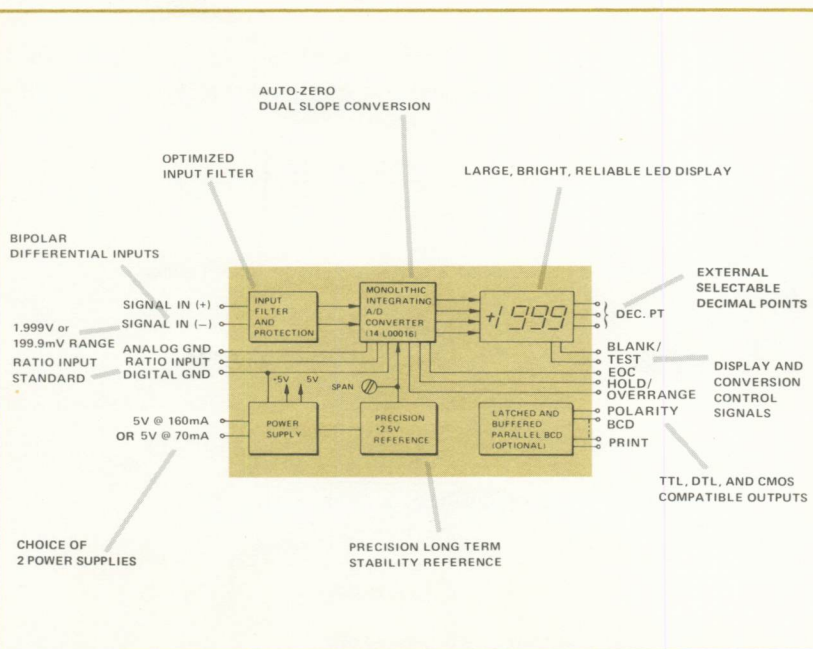 AUTO-ZERO
DUAL SLOPE CONVERSION
OPTIMIZED
INPUT FILTER
LARGE, BRIGHT, RELIABLE LED DISPLAY
BIPOLAR
DIFFERENTIAL INPUTS
EXTERNAL
SELECTABLE
DECIMAL POINTS
1.999V or
199.9mV RANGE
RATIO INPUT
STANDARD
SIGNAL IN (+)
SIGNAL IN (−)
ANALOG GND
RATIO INPUT
DIGITAL GND
INPUT
FILTER
AND
PROTECTION
MONOLITHIC
INTEGRATING
A/D
CONVERTER
(14-L00016)
+1999
DEC. PT
BLANK/
TEST
EOC
HOLD/
OVERRANGE
POLARITY
BCD
PRINT
DISPLAY AND
CONVERSION
CONTROL
SIGNALS
5V
SPAN
5V @ 160mA
OR 5V @ 70mA
POWER
SUPPLY
PRECISION
REFERENCE
LATCHED AND
BUFFERED
PARALLEL BCD
(OPTIONAL)
TTL, DTL, AND CMOS
COMPATIBLE OUTPUTS
CHOICE OF
2 POWER SUPPLIES
PRECISION LONG TERM
STABILITY REFERENCE